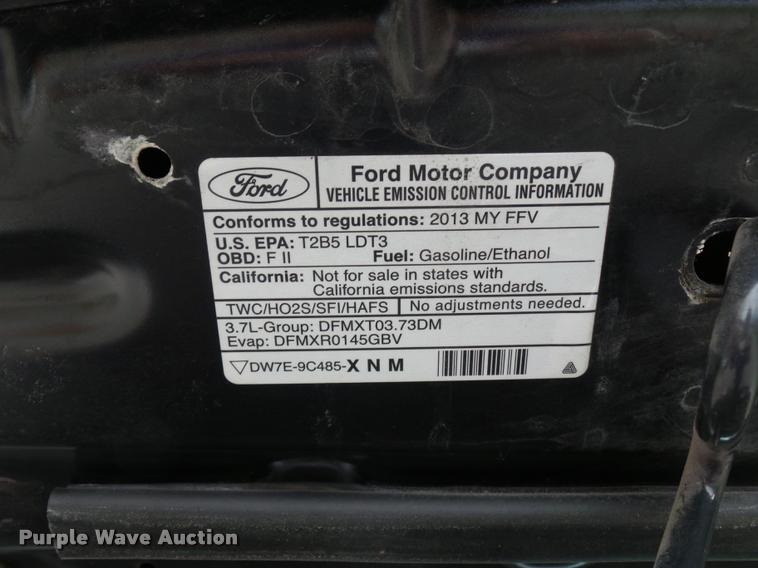 Ford
Ford Motor Company
VEHICLE EMISSION CONTROL INFORMATION
Conforms to regulations: 2013 MY FFV
U.S. EPA: T2B5 LDT3
OBD: F II Fuel: Gasoline/Ethanol
California: Not for sale in states with
California emissions standards.
TWC/HO2S/SFI/HAFS No adjustments needed.
3.7L-Group: DFMXT03.73DM
Evap: DFMXR0145GBV
DW7E-9C485-X N M
Purple Wave Auction®